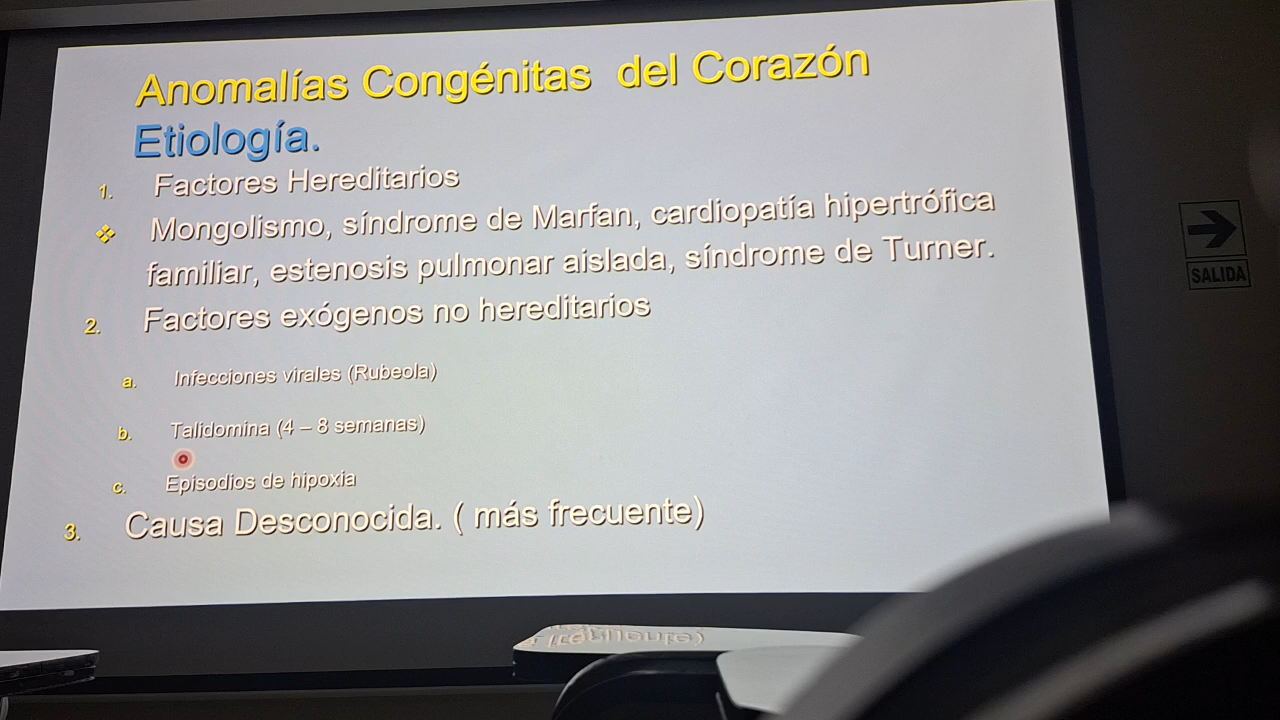 Anomalías Congénitas del Corazón
Etiología.
1. Factores Hereditarios
❖ Mongolismo, síndrome de Marfan, cardiopatía hipertrófica
familiar, estenosis pulmonar aislada, síndrome de Turner.
2. Factores exógenos no hereditarios
a. Infecciones virales (Rubeola)
b. Talidomina (4 – 8 semanas)
c. Episodios de hipoxia
3. Causa Desconocida. ( más frecuente)
SALIDA